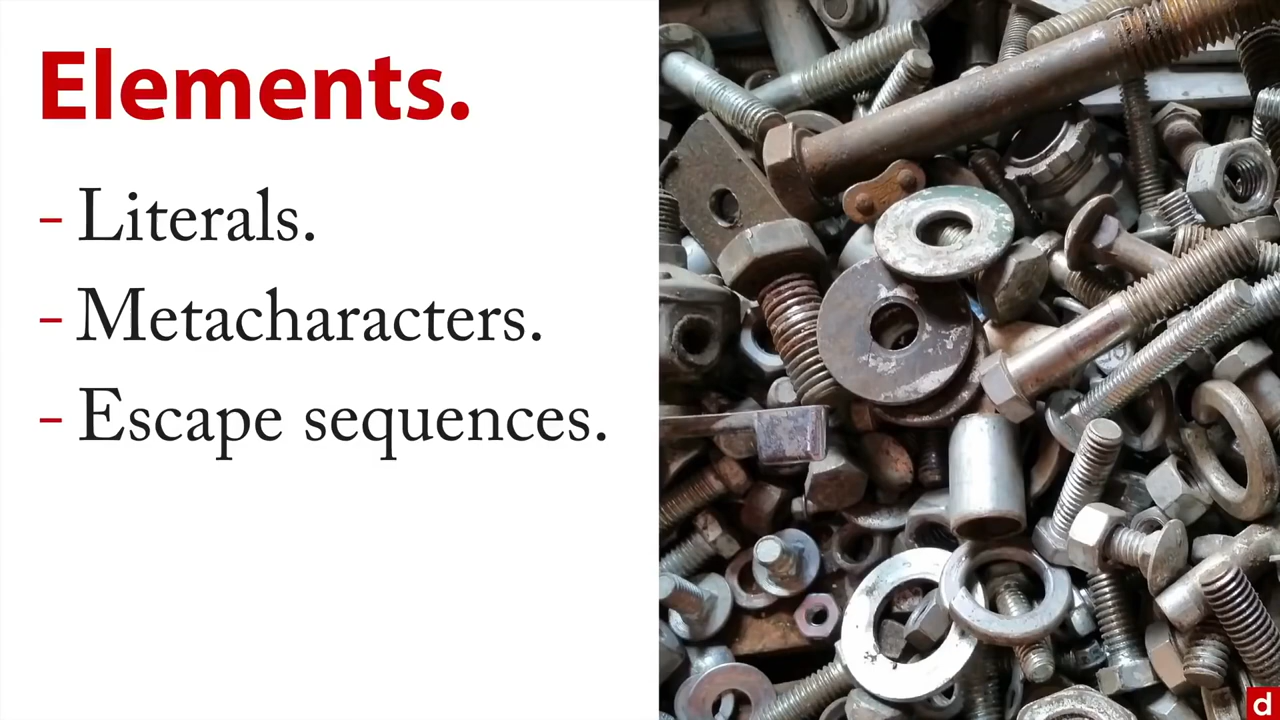 Elements.
- Literals.
- Metacharacters.
- Escape sequences.
d